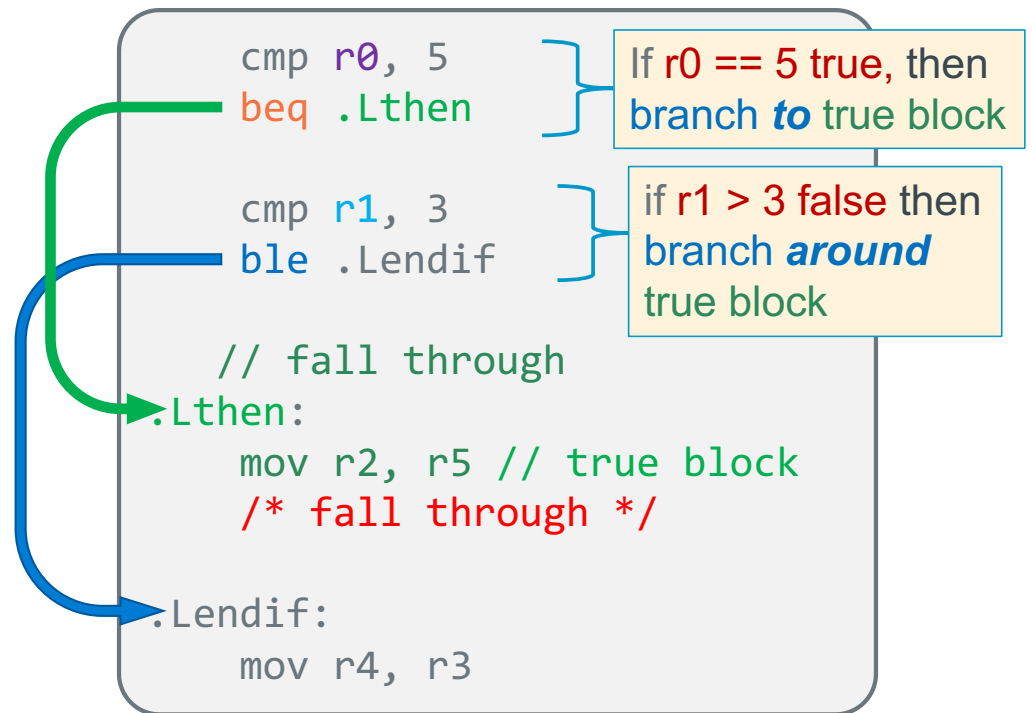 cmp r0, 5
beq .Lthen
If r0 == 5 true, then
branch to true block
cmp r1, 3
ble .Lendif
if r1 > 3 false then
branch around
true block
// fall through
.Lthen:
mov r2, r5 // true block
/* fall through */
.Lendif:
mov r4, r3